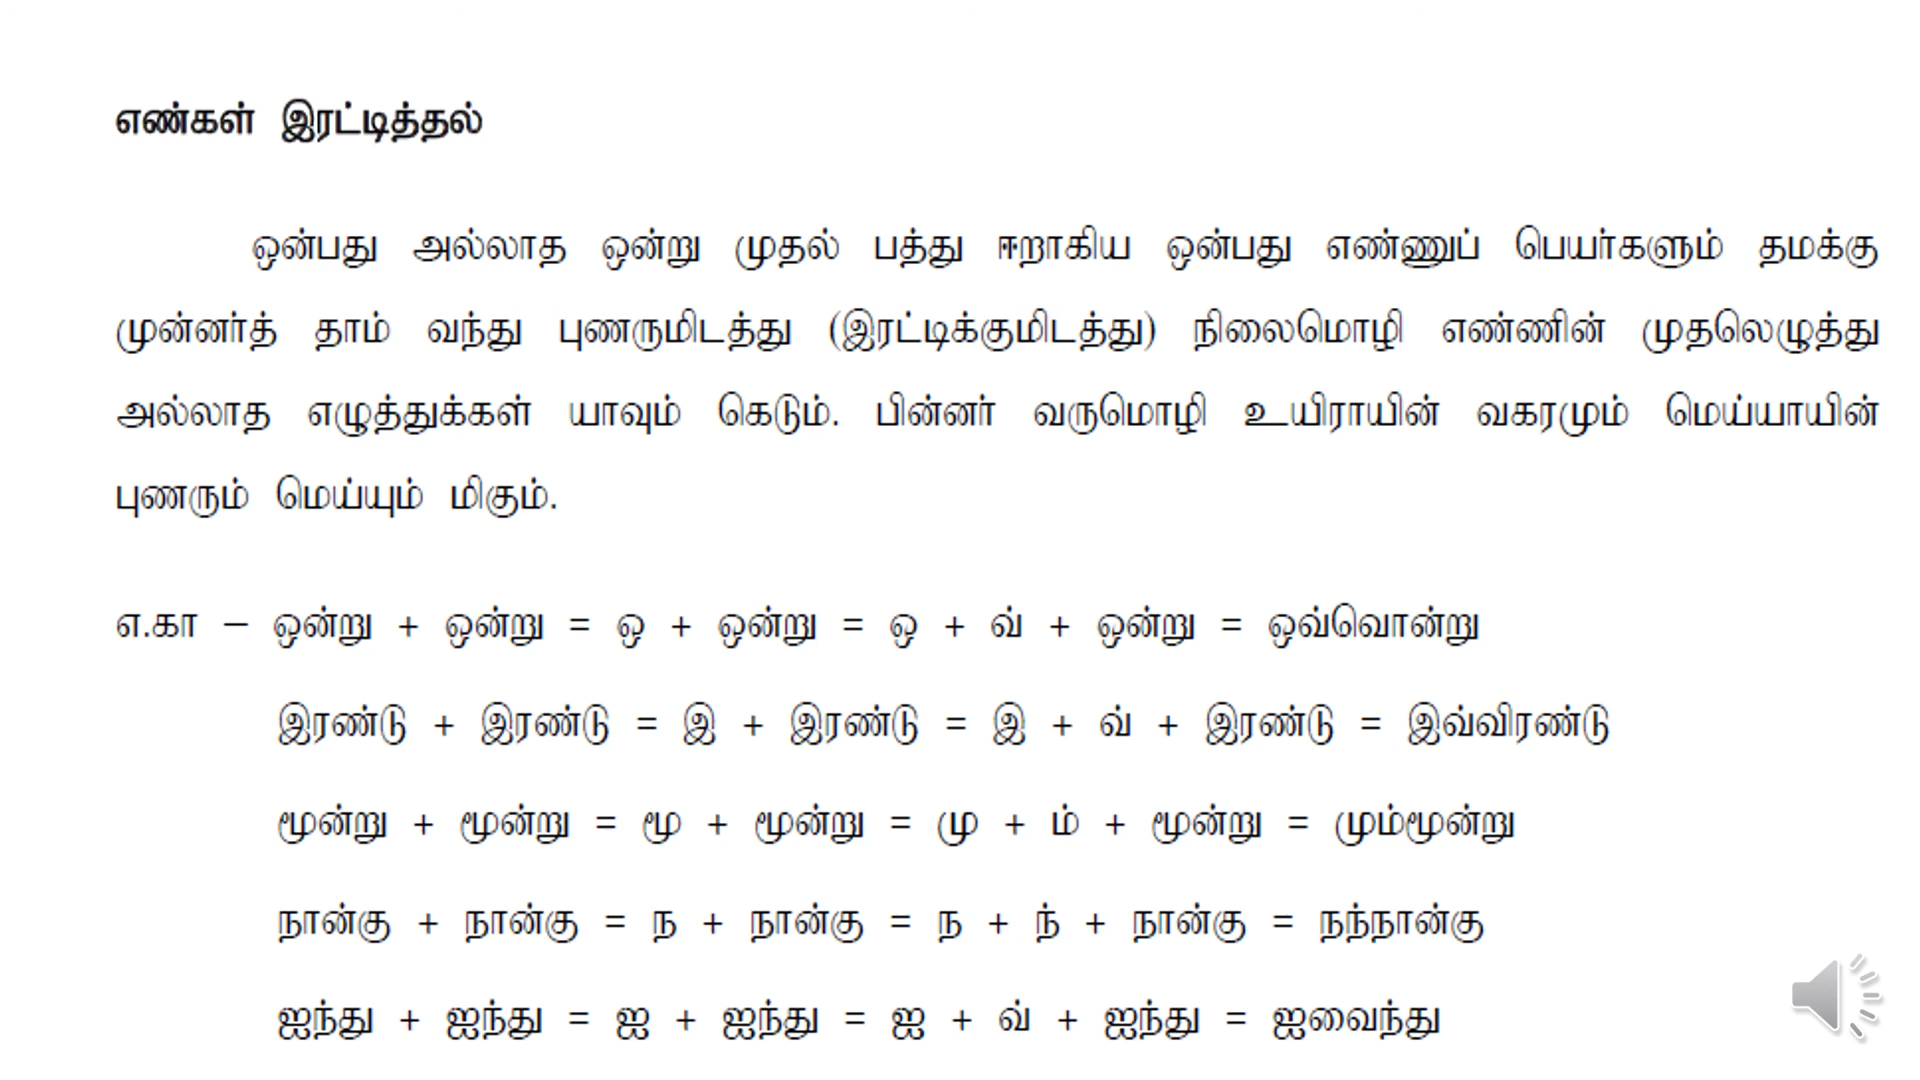 எண்கள் இரட்டித்தல்
ஒன்பது அல்லாத ஒன்று முதல் பத்து ஈறாகிய ஒன்பது எண்ணுப் பெயர்களும் தமக்கு
முன்னர்த் தாம் வந்து புணருமிடத்து (இரட்டிக்குமிடத்து) நிலைமொழி எண்ணின் முதலெழுத்து
அல்லாத எழுத்துக்கள் யாவும் கெடும். பின்னர் வருமொழி உயிராயின் வகரமும் மெய்யாயின்
புணரும் மெய்யும் மிகும்.
எ.கா – ஒன்று + ஒன்று = ஒ + ஒன்று = ஒ + வ் + ஒன்று = ஒவ்வொன்று
இரண்டு + இரண்டு = இ + இரண்டு = இ + வ் + இரண்டு = இவ்விரண்டு
மூன்று + மூன்று = மூ + மூன்று = மு + ம் + மூன்று = மும்மூன்று
நான்கு + நான்கு = ந + நான்கு = ந + ந் + நான்கு = நந்நான்கு
ஐந்து + ஐந்து = ஐ + ஐந்து = ஐ + வ் + ஐந்து = ஐவைந்து